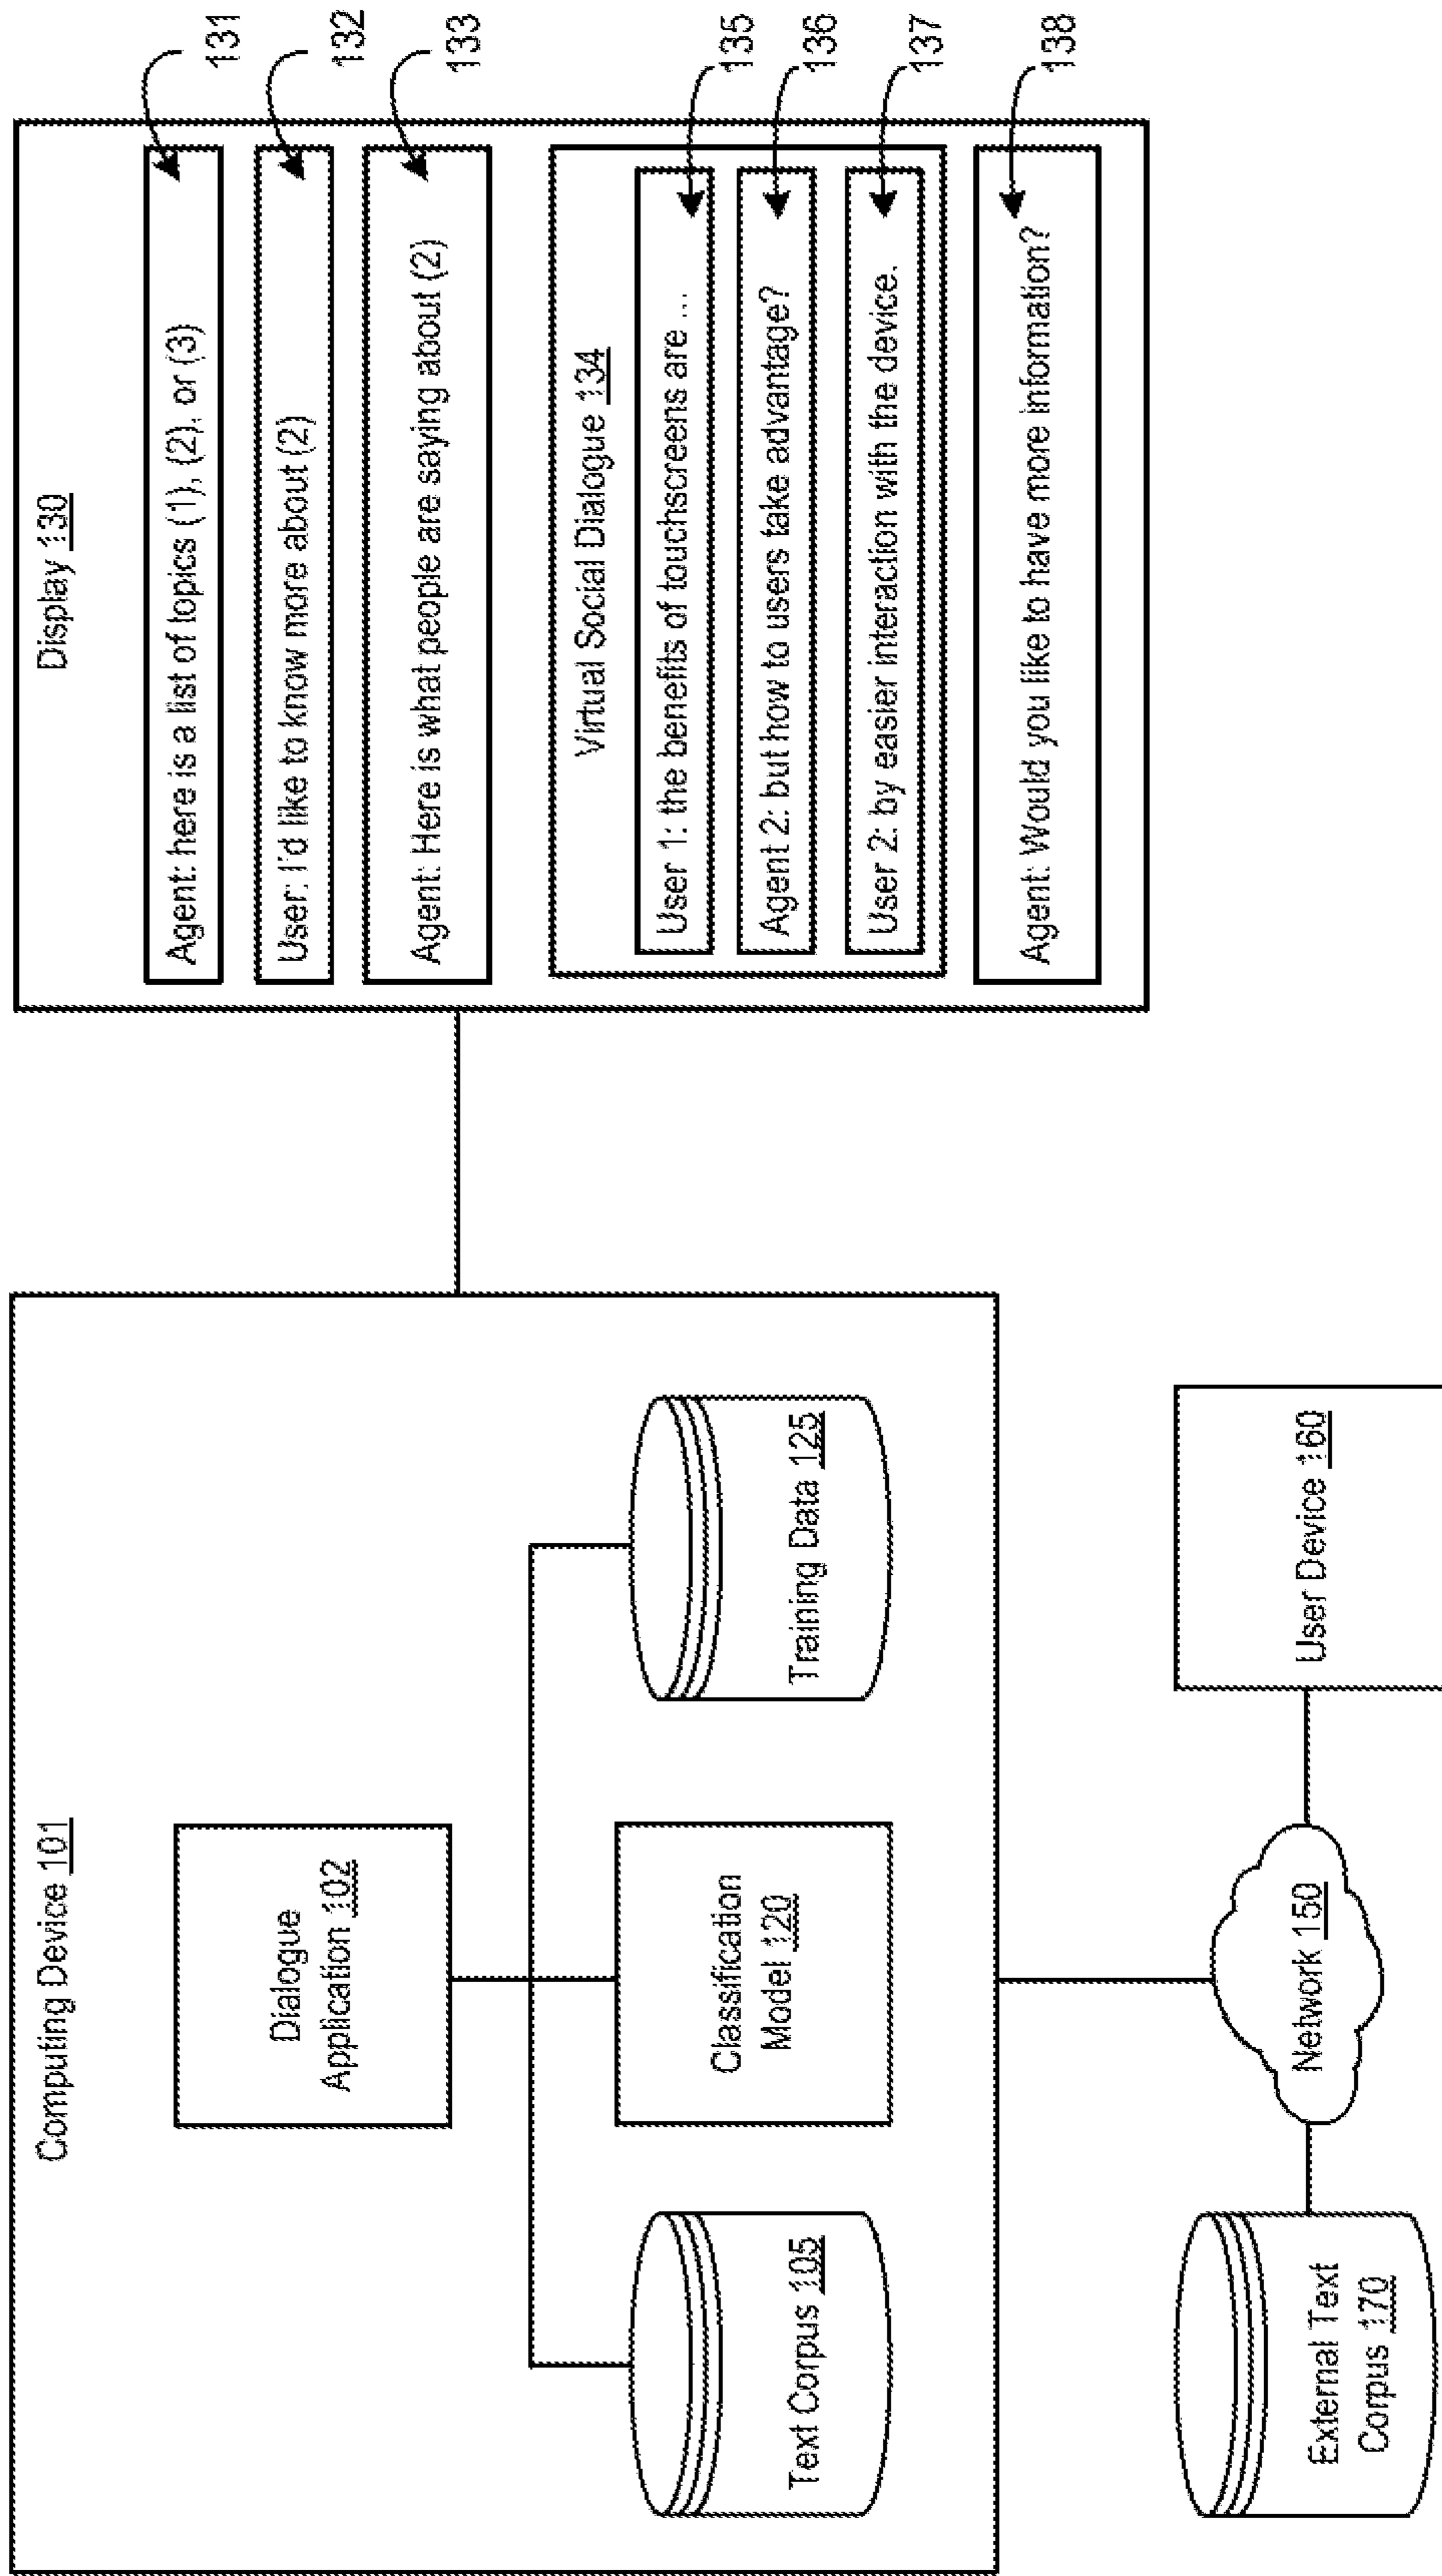 Computing Device 101
Dialogue
Application 102
Text Corpus 105
Classification
Model 120
Training Data 125
External Text
Corpus 170
Network 150
User Device 160
Display 130
Agent: here is a list of topics (1), (2), or (3)
131
User: I'd like to know more about (2)
132
Agent: Here is what people are saying about (2)
133
Virtual Social Dialogue 134
User 1: the benefits of touchscreens are ...
135
Agent 2: but how to users take advantage?
136
User 2: by easier interaction with the device.
137
Agent: Would you like to have more information?
138